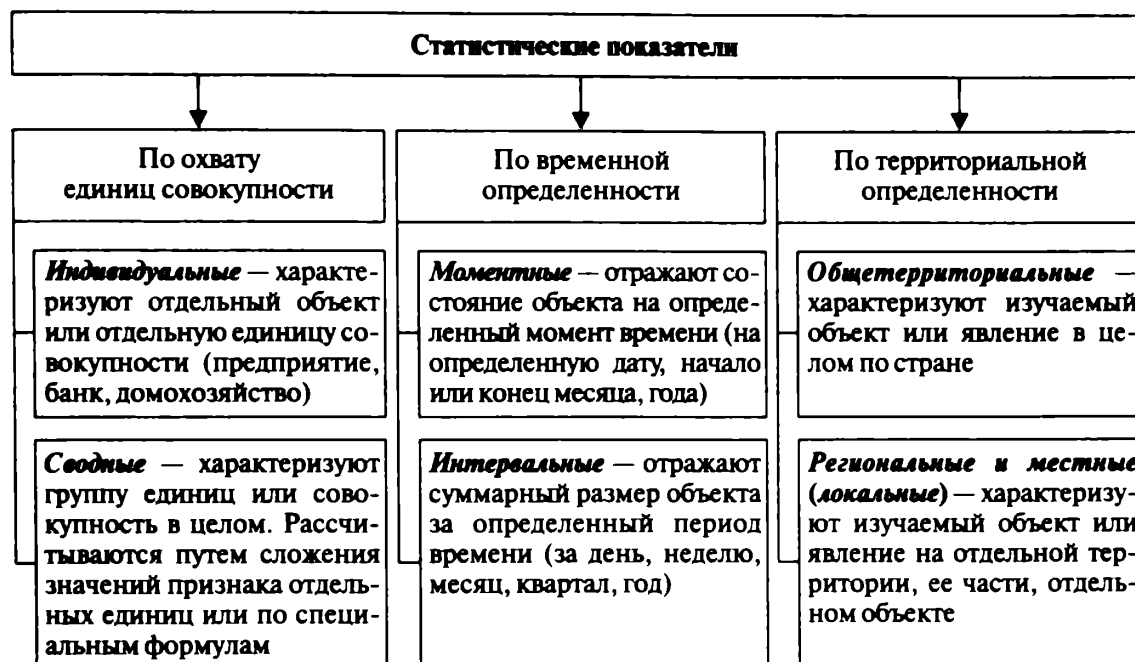 Статистические показатели
По охвату
единиц совокупности
Индивидуальные — характе-
ризуют отдельный объект
или отдельную единицу со-
вокупности (предприятие,
банк, домохозяйство)
Сводные — характеризуют
группу единиц или сово-
купность в целом. Рассчи-
тываются путем сложения
значений признака отдель-
ных единиц или по специ-
альным формулам
По временной
определенности
Моментные — отражают со-
стояние объекта на опреде-
ленный момент времени (на
определенную дату, начало
или конец месяца, года)
Интервальные — отражают
суммарный размер объекта
за определенный период
времени (за день, неделю,
месяц, квартал, год)
По территориальной
определенности
Общетерриториальные —
характеризуют изучаемый
объект или явление в це-
лом по стране
Региональные и местные
(локальные) — характеризу-
ют изучаемый объект или
явление на отдельной тер-
ритории, ее части, отдель-
ном объекте